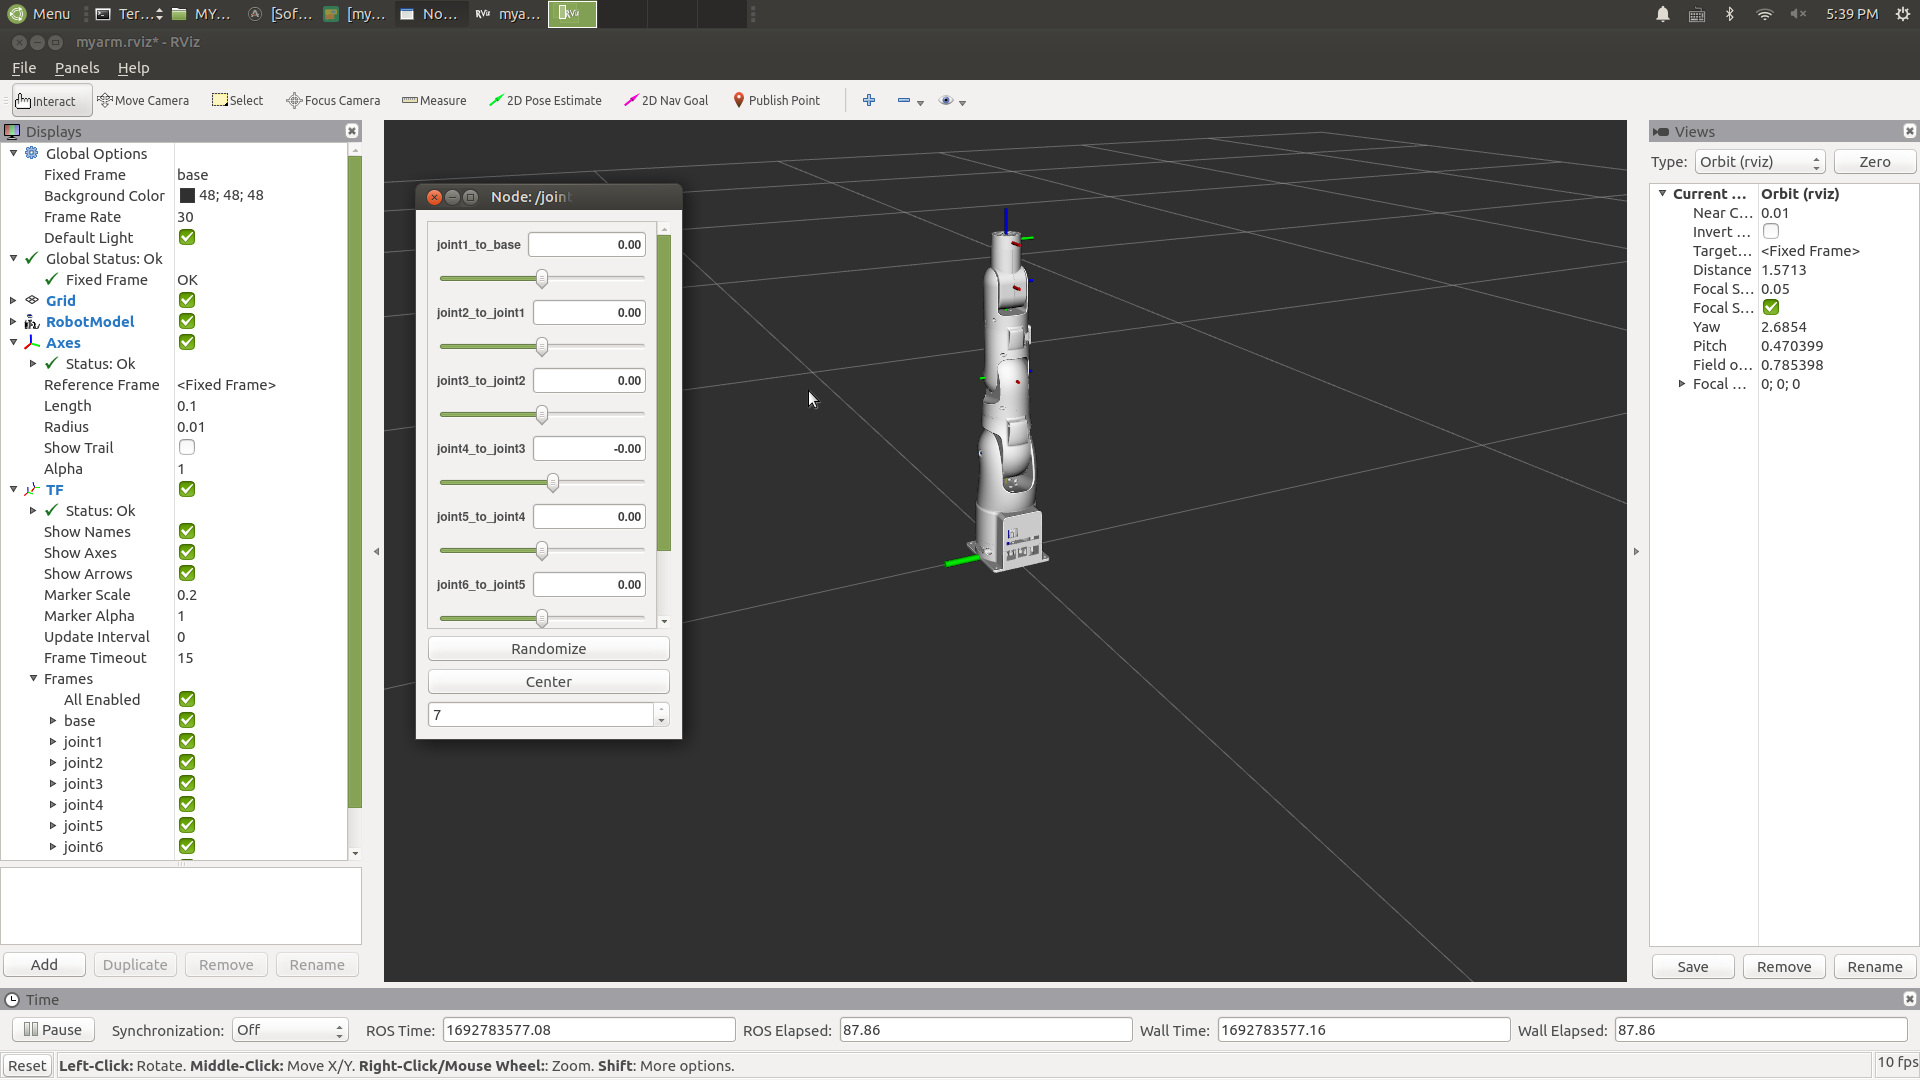 Menu Ter... MY... [Sof... [my... No... RViz mya... RViz 5:39 PM
myarm.rviz* - RViz
File Panels Help
Interact Move Camera Select Focus Camera Measure 2D Pose Estimate 2D Nav Goal Publish Point
Displays
Global Options
Fixed Frame base
Background Color 48; 48; 48
Frame Rate 30
Default Light
Global Status: Ok
Fixed Frame OK
Grid
RobotModel
Axes
Status: Ok
Reference Frame <Fixed Frame>
Length 0.1
Radius 0.01
Show Trail
Alpha 1
TF
Status: Ok
Show Names
Show Axes
Show Arrows
Marker Scale 0.2
Marker Alpha 1
Update Interval 0
Frame Timeout 15
Frames
All Enabled
base
joint1
joint2
joint3
joint4
joint5
joint6
Add Duplicate Remove Rename
Node: /joint
joint1_to_base 0.00
joint2_to_joint1 0.00
joint3_to_joint2 0.00
joint4_to_joint3 -0.00
joint5_to_joint4 0.00
joint6_to_joint5 0.00
Randomize
Center
7
Views
Type: Orbit (rviz) Zero
Current ... Orbit (rviz)
Near C... 0.01
Invert ...
Target... <Fixed Frame>
Distance 1.5713
Focal S... 0.05
Focal S...
Yaw 2.6854
Pitch 0.470399
Field o... 0.785398
Focal ... 0; 0; 0
Save Remove Rename
Time
Pause Synchronization: Off ROS Time: 1692783577.08 ROS Elapsed: 87.86 Wall Time: 1692783577.16 Wall Elapsed: 87.86
Reset Left-Click: Rotate. Middle-Click: Move X/Y. Right-Click/Mouse Wheel:: Zoom. Shift: More options. 10 fps